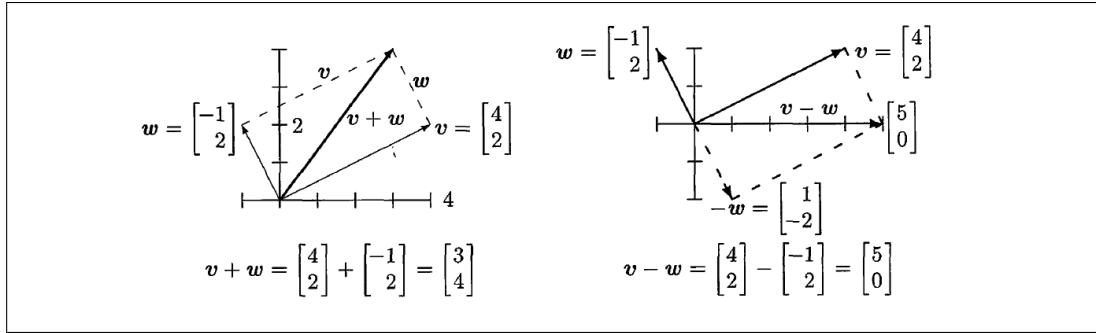 v
w
w = [-1 2]
2
v + w
v = [4 2]
4
v + w = [4 2] + [-1 2] = [3 4]
w = [-1 2]
v = [4 2]
v − w
[5 0]
-w = [1 -2]
v − w = [4 2] − [-1 2] = [5 0]